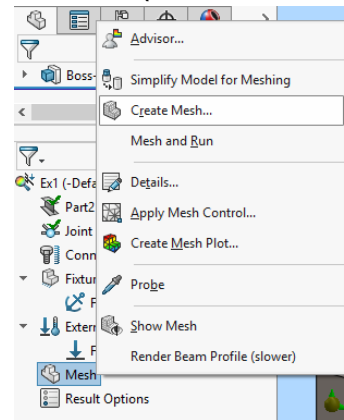 Advisor...
Boss-
Simplify Model for Meshing
Create Mesh...
Mesh and Run
Ex1 (-Defa
Details...
Part2
Apply Mesh Control...
Joint
Conn
Create Mesh Plot...
Fixtur
Probe
Extern
Show Mesh
Render Beam Profile (slower)
Mesh
Result Options